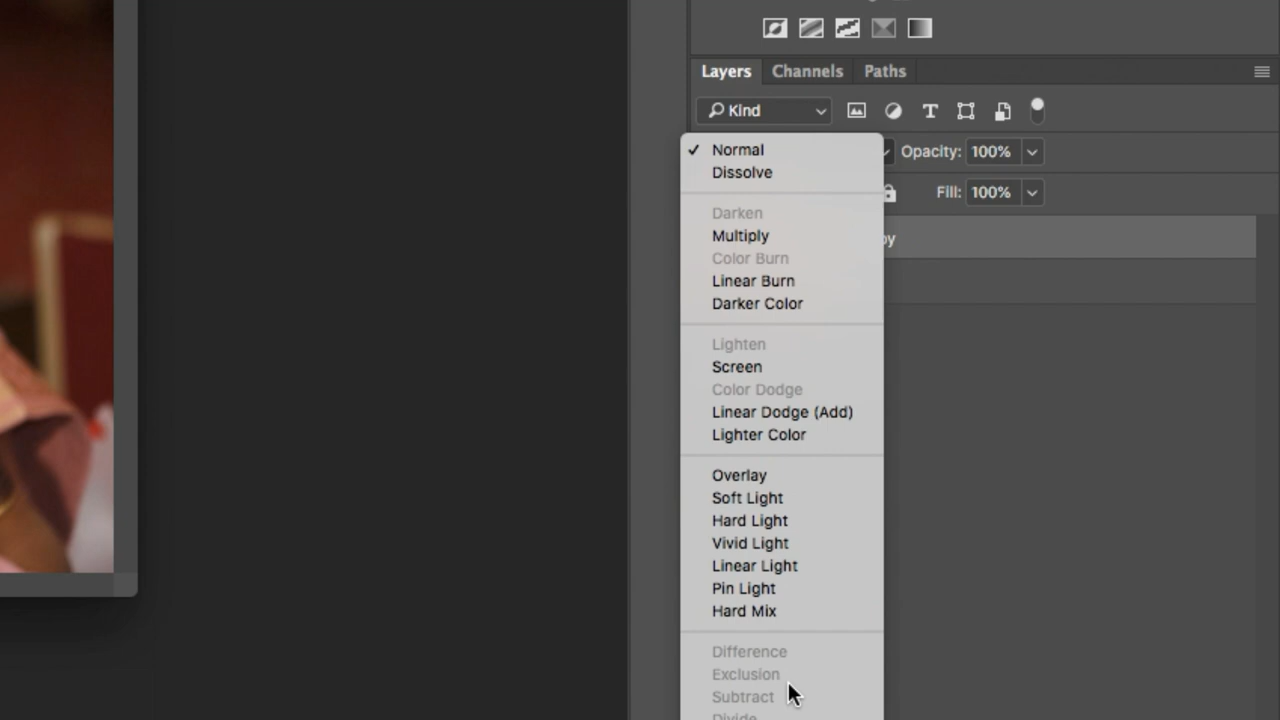 Layers Channels Paths
Kind
Normal
Opacity: 100%
Dissolve
Fill: 100%
Darken
Multiply
Color Burn
Linear Burn
Darker Color
Lighten
Screen
Color Dodge
Linear Dodge (Add)
Lighter Color
Overlay
Soft Light
Hard Light
Vivid Light
Linear Light
Pin Light
Hard Mix
Difference
Exclusion
Subtract
Divide